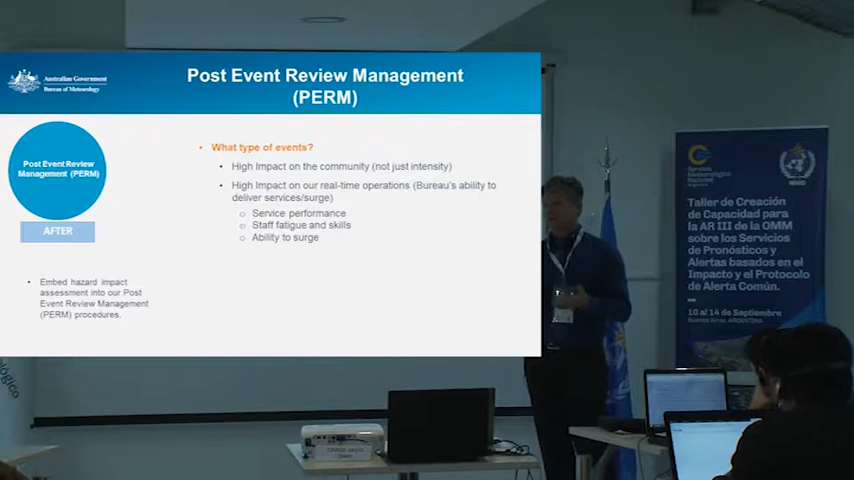 Australian Government
Bureau of Meteorology
Post Event Review Management
(PERM)
Post Event Review
Management (PERM)
AFTER
• Embed hazard impact
assessment into our Post
Event Review Management
(PERM) procedures.
• What type of events?
• High Impact on the community (not just intensity)
• High Impact on our real-time operations (Bureau's ability to
deliver services/surge)
o Service performance
o Staff fatigue and skills
o Ability to surge
Servicio
Meteorológico
Nacional
Argentina
WMO
Taller de Creación
de Capacidad para
la AR III de la OMM
sobre los Servicios
de Pronósticos y
Alertas basados en el
Impacto y el Protocolo
de Alerta Común.
10 al 14 de Septiembre
Buenos Aires, ARGENTINA
ológico